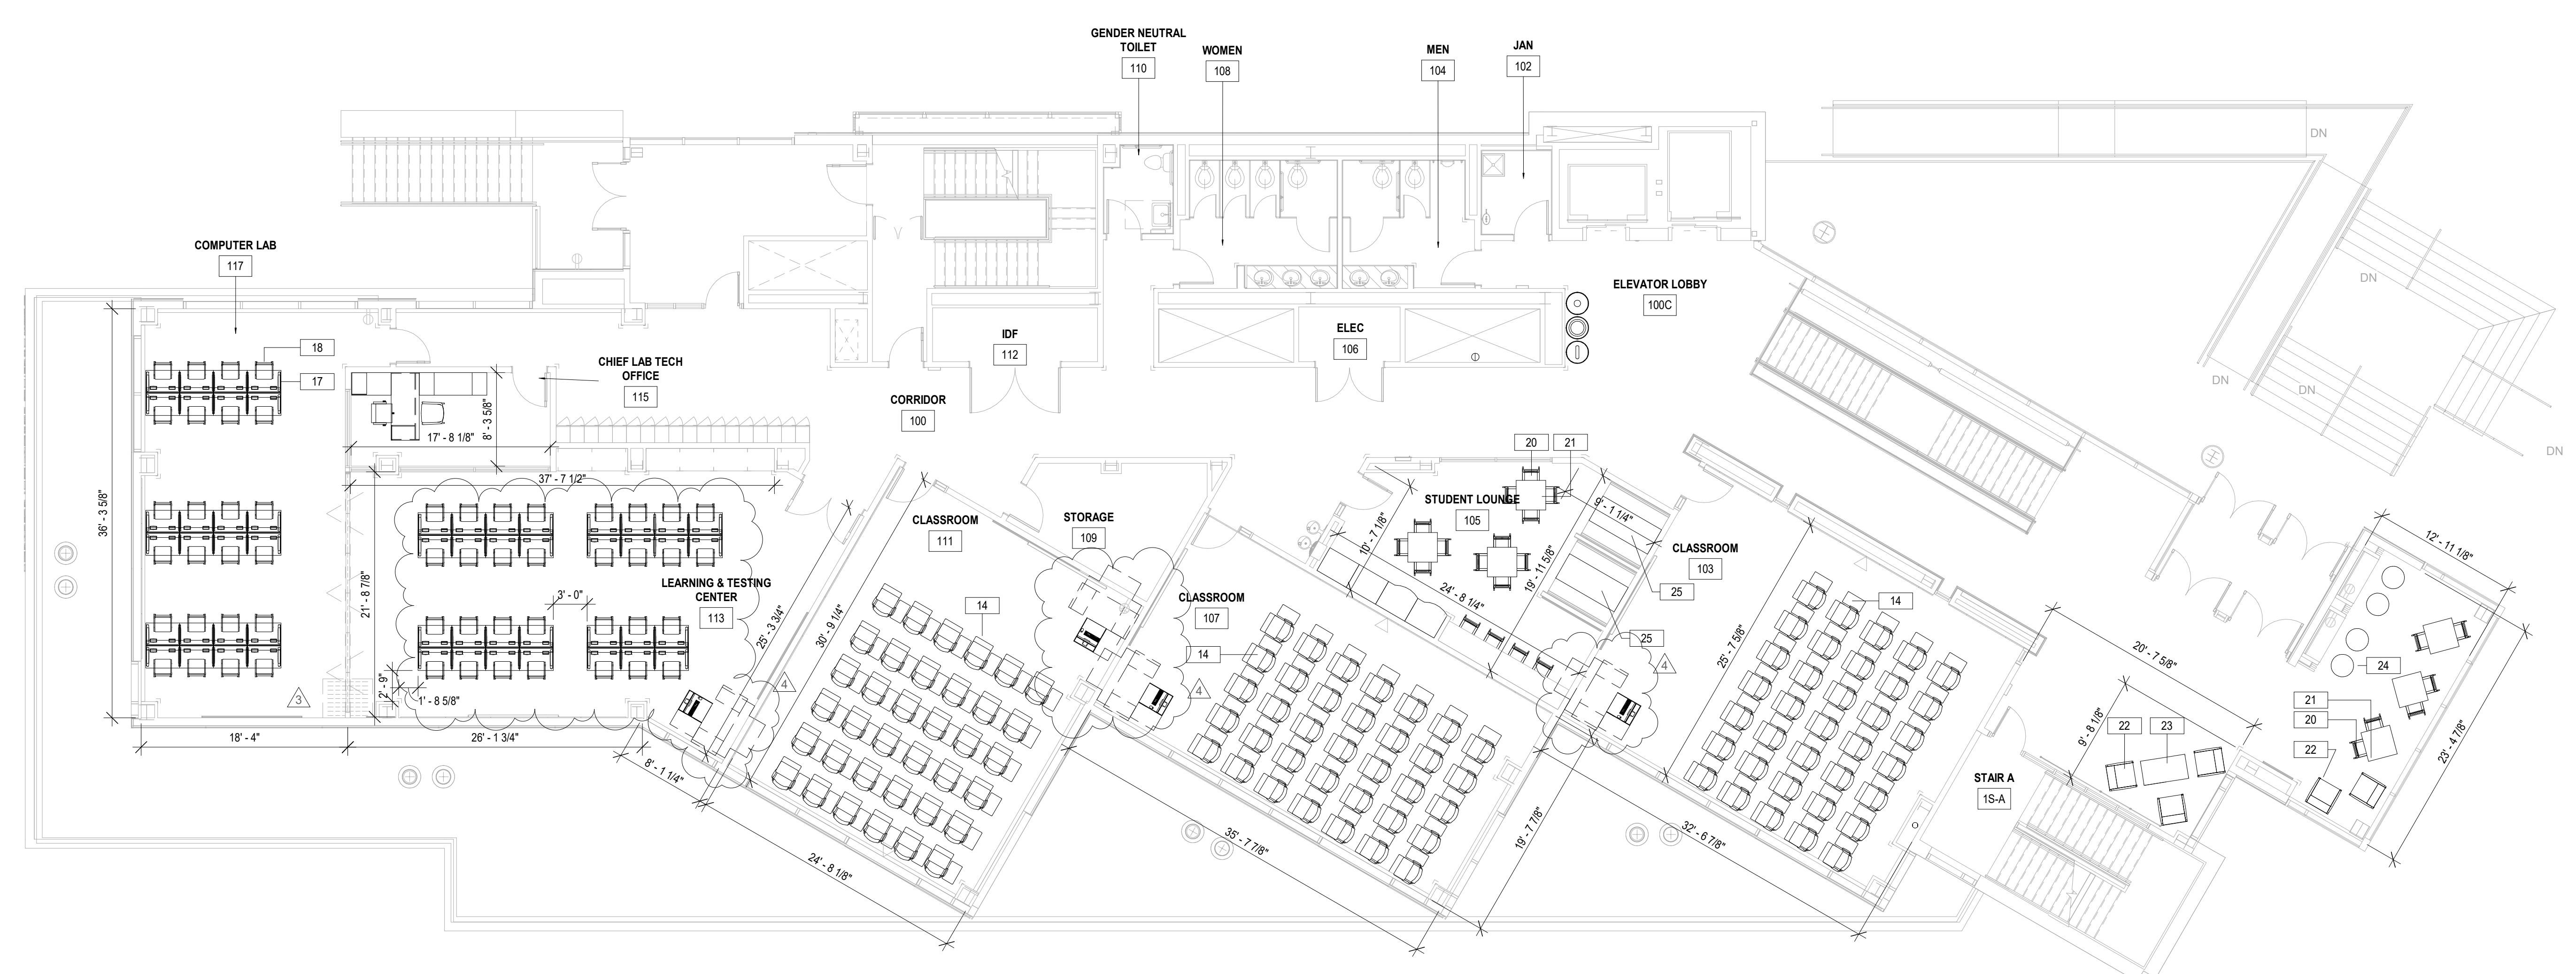 GENDER NEUTRAL
TOILET
110
WOMEN
108
MEN
104
JAN
102
DN
COMPUTER LAB
117
DN
ELEVATOR LOBBY
100C
18
17
IDF
112
ELEC
106
CHIEF LAB TECH
OFFICE
115
DN
DN
CORRIDOR
100
17' - 8 1/8"
8' - 3 5/8"
DN
20
21
37' - 7 1/2"
STUDENT LOUNGE
105
9' - 1 1/4"
36' - 3 5/8"
CLASSROOM
111
STORAGE
109
10' - 7 1/8"
CLASSROOM
103
12' - 11 1/8"
19' - 11 5/8"
21' - 8 7/8"
LEARNING & TESTING
CENTER
113
3' - 0"
14
CLASSROOM
107
24' - 8 1/4"
25
14
25' - 3 3/4"
30' - 9 1/4"
14
25
25' - 7 5/8"
20' - 7 5/8"
24
2' - 9"
1' - 8 5/8"
3
4
4
4
21
20
22
23
22
9' - 8 1/8"
23' - 4 7/8"
18' - 4"
26' - 1 3/4"
8' - 1 1/4"
STAIR A
1S-A
24' - 8 1/8"
35' - 7 7/8"
19' - 7 7/8"
32' - 6 7/8"